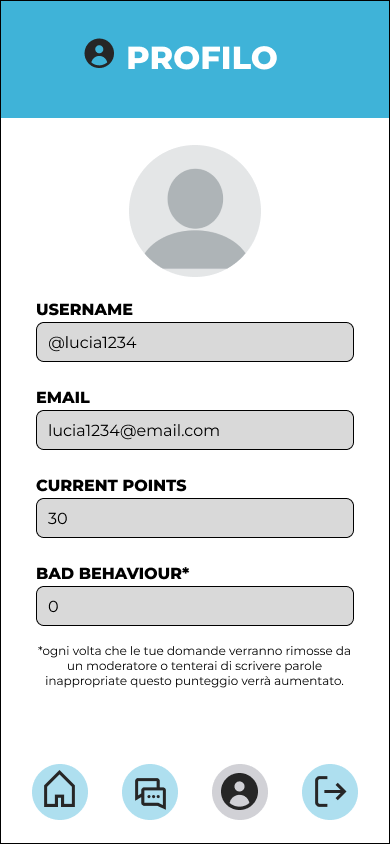 PROFILO
USERNAME
@lucia1234
EMAIL
lucia1234@email.com
CURRENT POINTS
30
BAD BEHAVIOUR*
0
*ogni volta che le tue domande verranno rimosse da
un moderatore o tenterai di scrivere parole
inappropriate questo punteggio verrà aumentato.